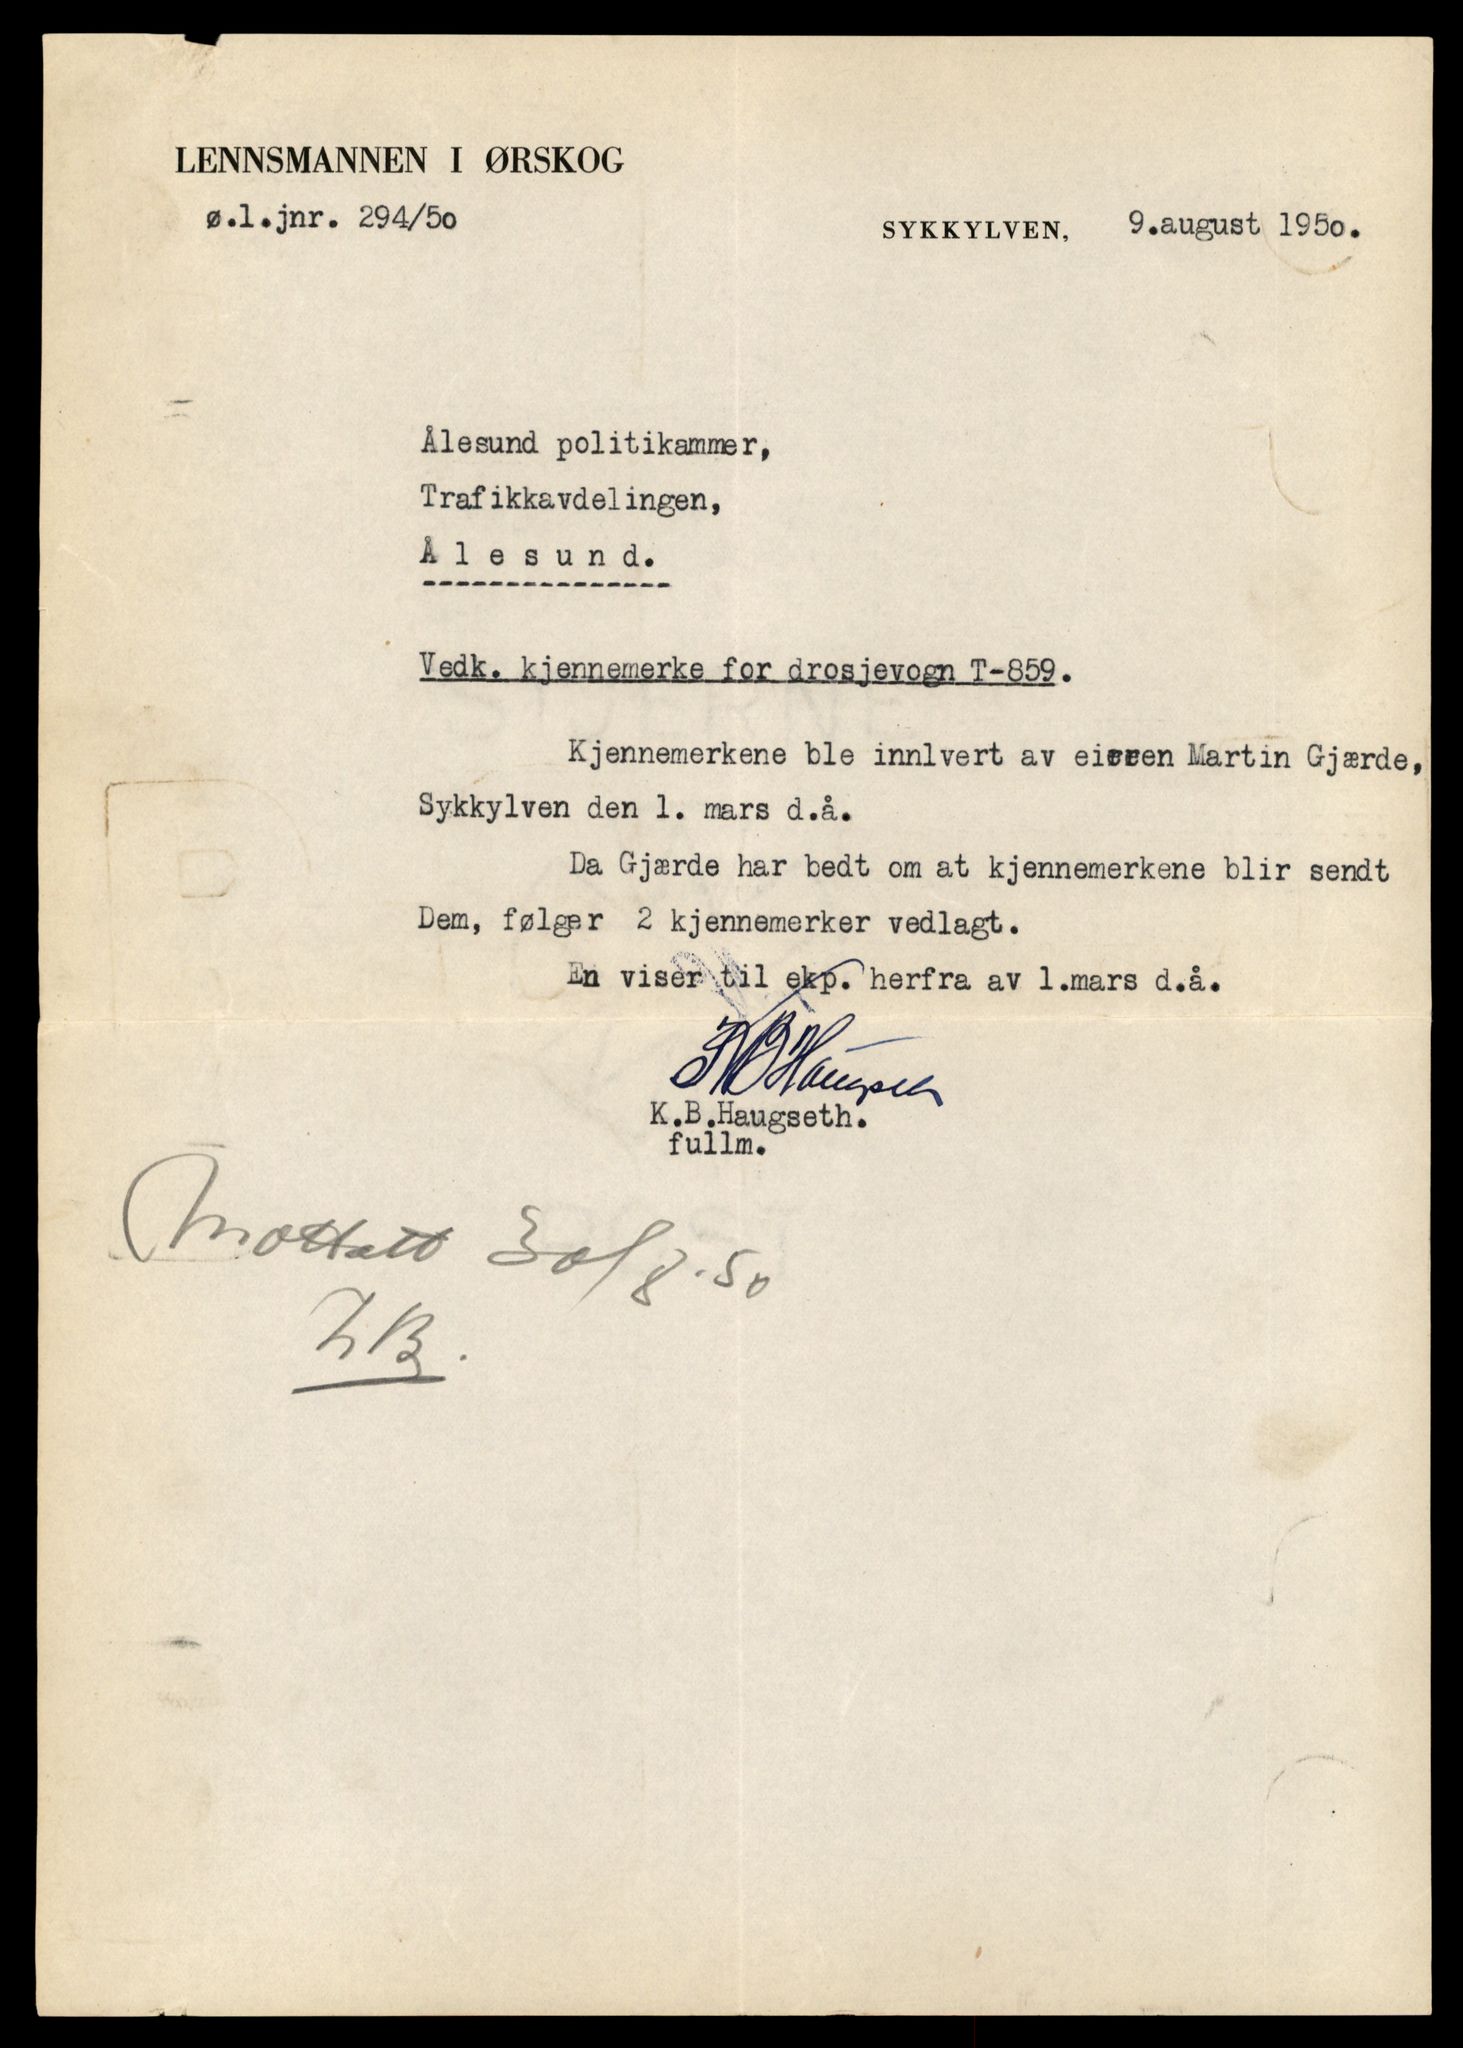 LENNSMANNEN I ØRSKOG
ø.l.jnr. 294/5o
SYKKYLVEN, 9.august 195o.
Ålesund politikammer,
Trafikkavdelingen,
Å l e s u n d.
---------------
Vedk. kjennemerke for drosjevogn T-859.
Kjennemerkene ble innlvert av eieren Martin Gjærde,
Sykkylven den 1. mars d.å.
Da Gjærde har bedt om at kjennemerkene blir sendt
Dem, følger 2 kjennemerker vedlagt.
En viser til ekp. herfra av 1.mars d.å.
KBHaugseth
K.B.Haugseth.
fullm.
Mottatt 30/8.50